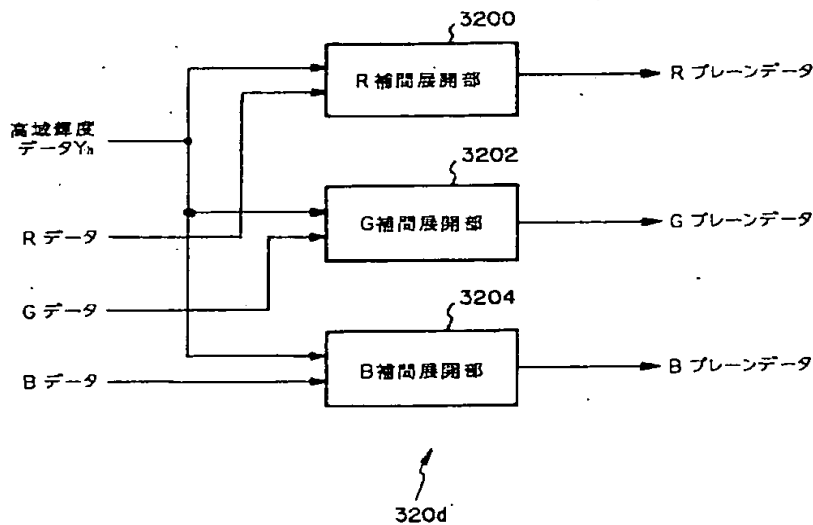 3200
R補間展開部
Rプレーンデータ
高域輝度
データYh
3202
G補間展開部
Gプレーンデータ
Rデータ
Gデータ
3204
B補間展開部
Bプレーンデータ
Bデータ
320d